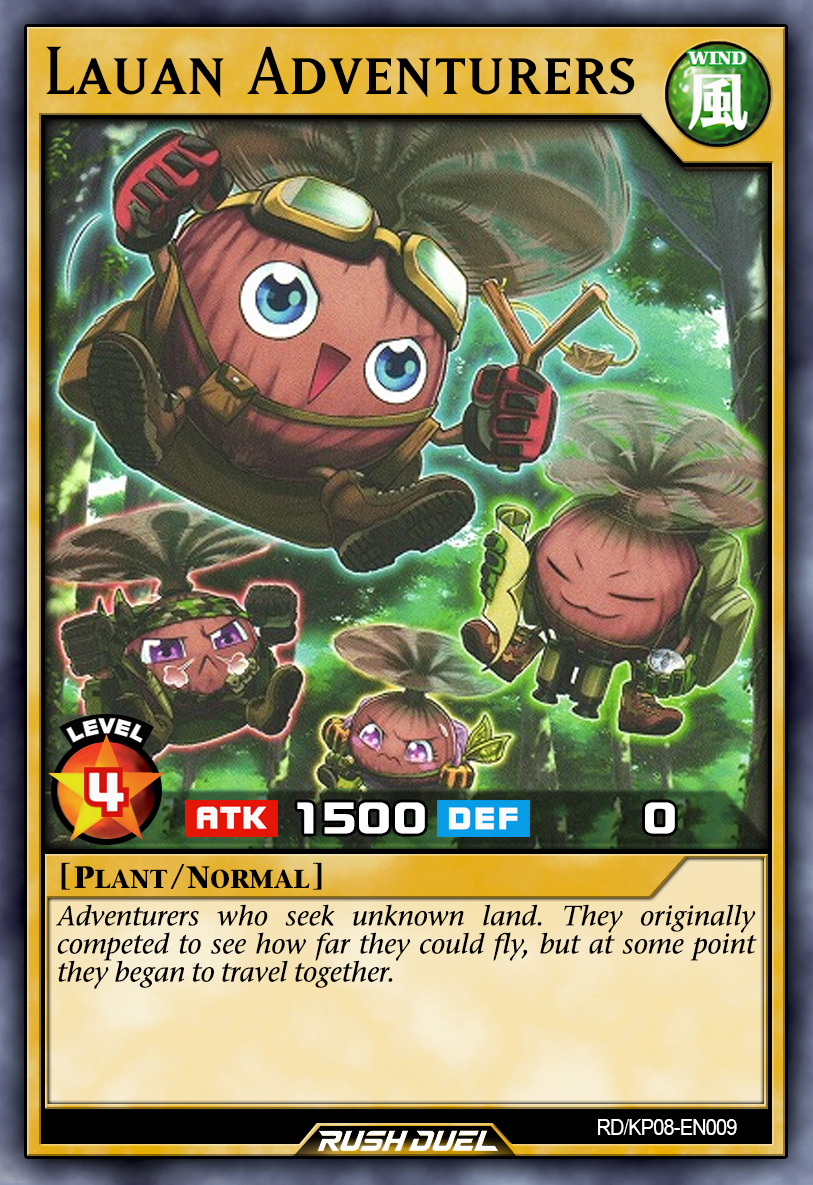 LAUAN ADVENTURERS
WIND
風
LEVEL
4
ATK 1500 DEF 0
[PLANT/NORMAL]
Adventurers who seek unknown land. They originally
competed to see how far they could fly, but at some point
they began to travel together.
RD/KP08-EN009
RUSH DUEL